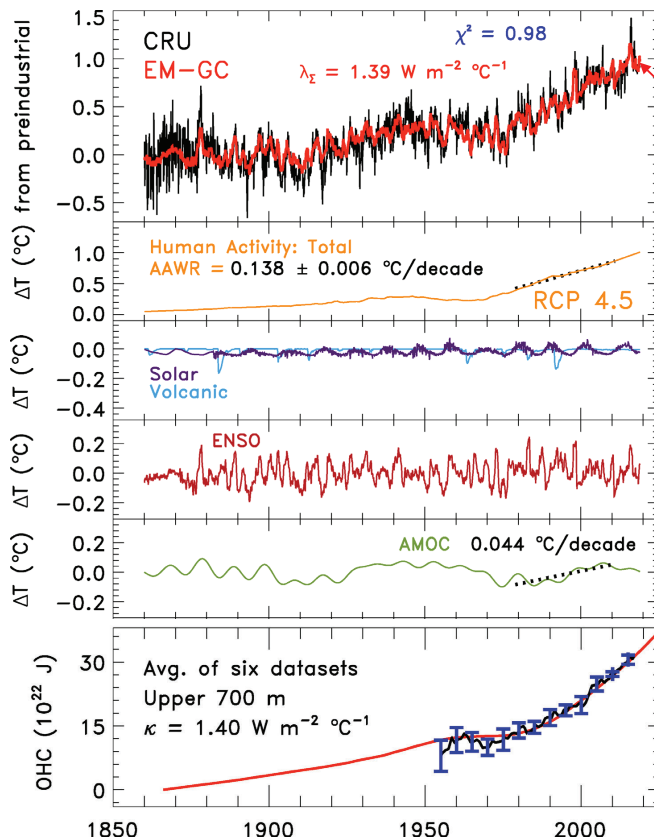 1.5
1.0
0.5
0.0
−0.5
CRU
EM−GC
χ² = 0.98
λ_Σ = 1.39 W m⁻² °C⁻¹
ΔT (°C) from preindustrial
1.0
0.5
0.0
Human Activity: Total
AAWR = 0.138 ± 0.006 °C/decade
RCP 4.5
ΔT (°C)
0.0
−0.2
−0.4
Solar
Volcanic
ΔT (°C)
0.2
0.0
−0.2
ENSO
ΔT (°C)
0.2
0.0
−0.2
AMOC 0.044 °C/decade
ΔT (°C)
30
15
0
Avg. of six datasets
Upper 700 m
κ = 1.40 W m⁻² °C⁻¹
OHC (10²² J)
1850 1900 1950 2000